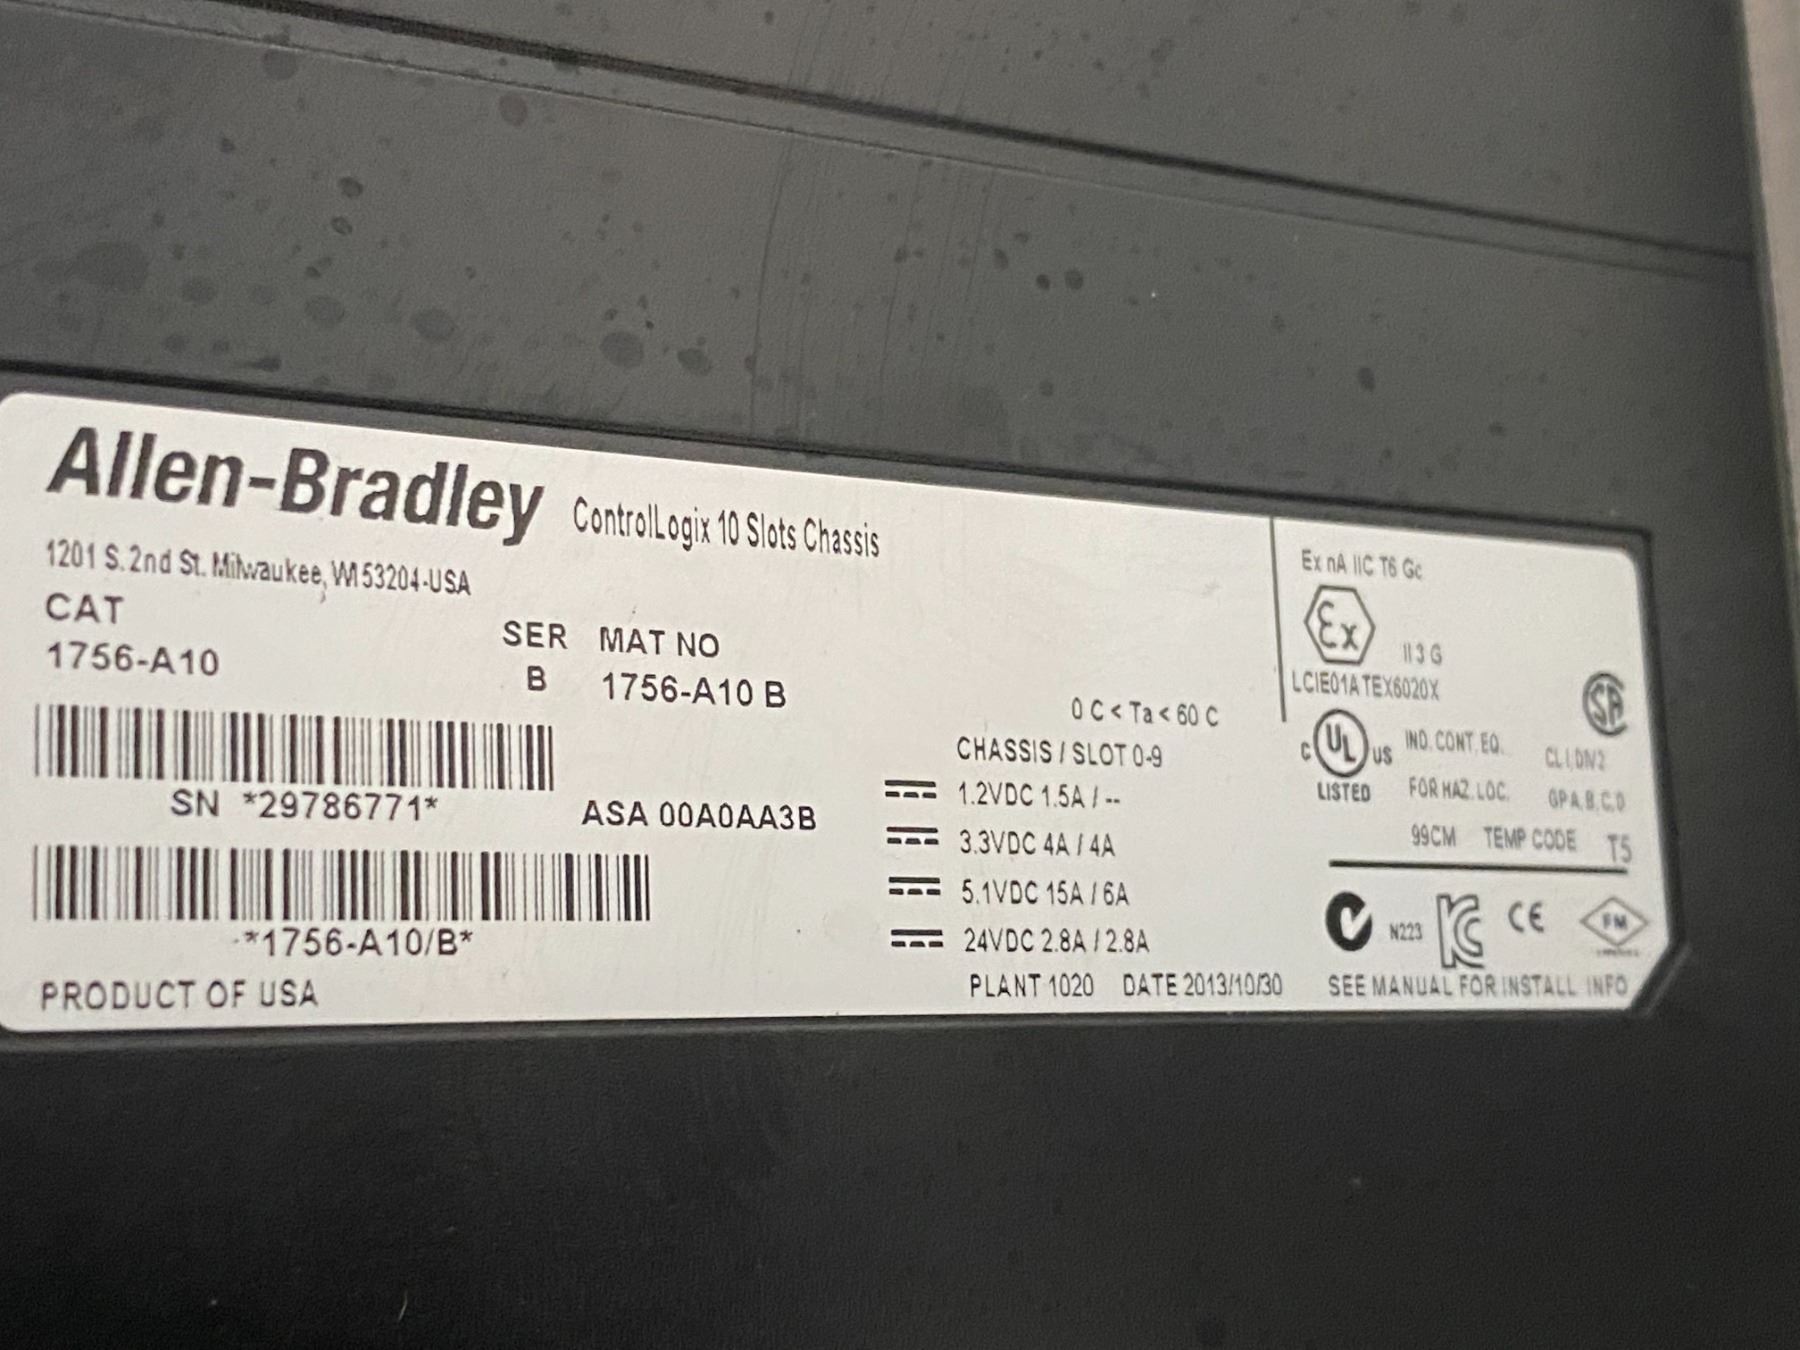 Allen-Bradley ControlLogix 10 Slots Chassis
1201 S. 2nd St. Milwaukee, WI 53204-USA
CAT SER MAT NO
1756-A10 B 1756-A10 B
SN *29786771* ASA 00A0AA3B
*1756-A10/B*
PRODUCT OF USA
0 C < Ta < 60 C
CHASSIS / SLOT 0-9
1.2VDC 1.5A / --
3.3VDC 4A / 4A
5.1VDC 15A / 6A
24VDC 2.8A / 2.8A
PLANT 1020 DATE 2013/10/30
Ex nA IIC T6 Gc
Ex II 3 G
LCIE01ATEX6020X
SA
C UL US IND. CONT. EQ. CL I, DIV2
LISTED FOR HAZ. LOC. GP A, B, C, D
99CM TEMP CODE T5
N223 KC CE FM
SEE MANUAL FOR INSTALL INFO